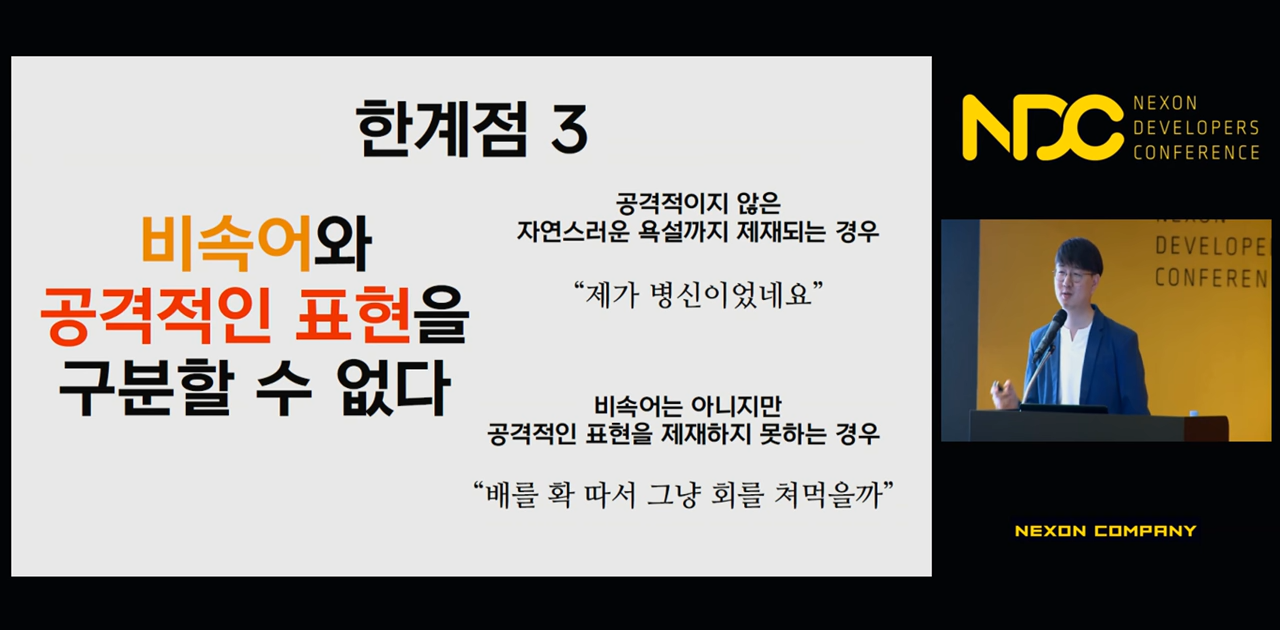 한계점 3
비속어와
공격적인 표현을
구분할 수 없다
공격적이지 않은
자연스러운 욕설까지 제재되는 경우
“제가 병신이었네요”
비속어는 아니지만
공격적인 표현을 제재하지 못하는 경우
“배를 확 따서 그냥 회를 쳐먹을까”
NDC
NEXON
DEVELOPERS
CONFERENCE
NEXON
DEVELOPE
CONFEREN
NEXON COMPANY